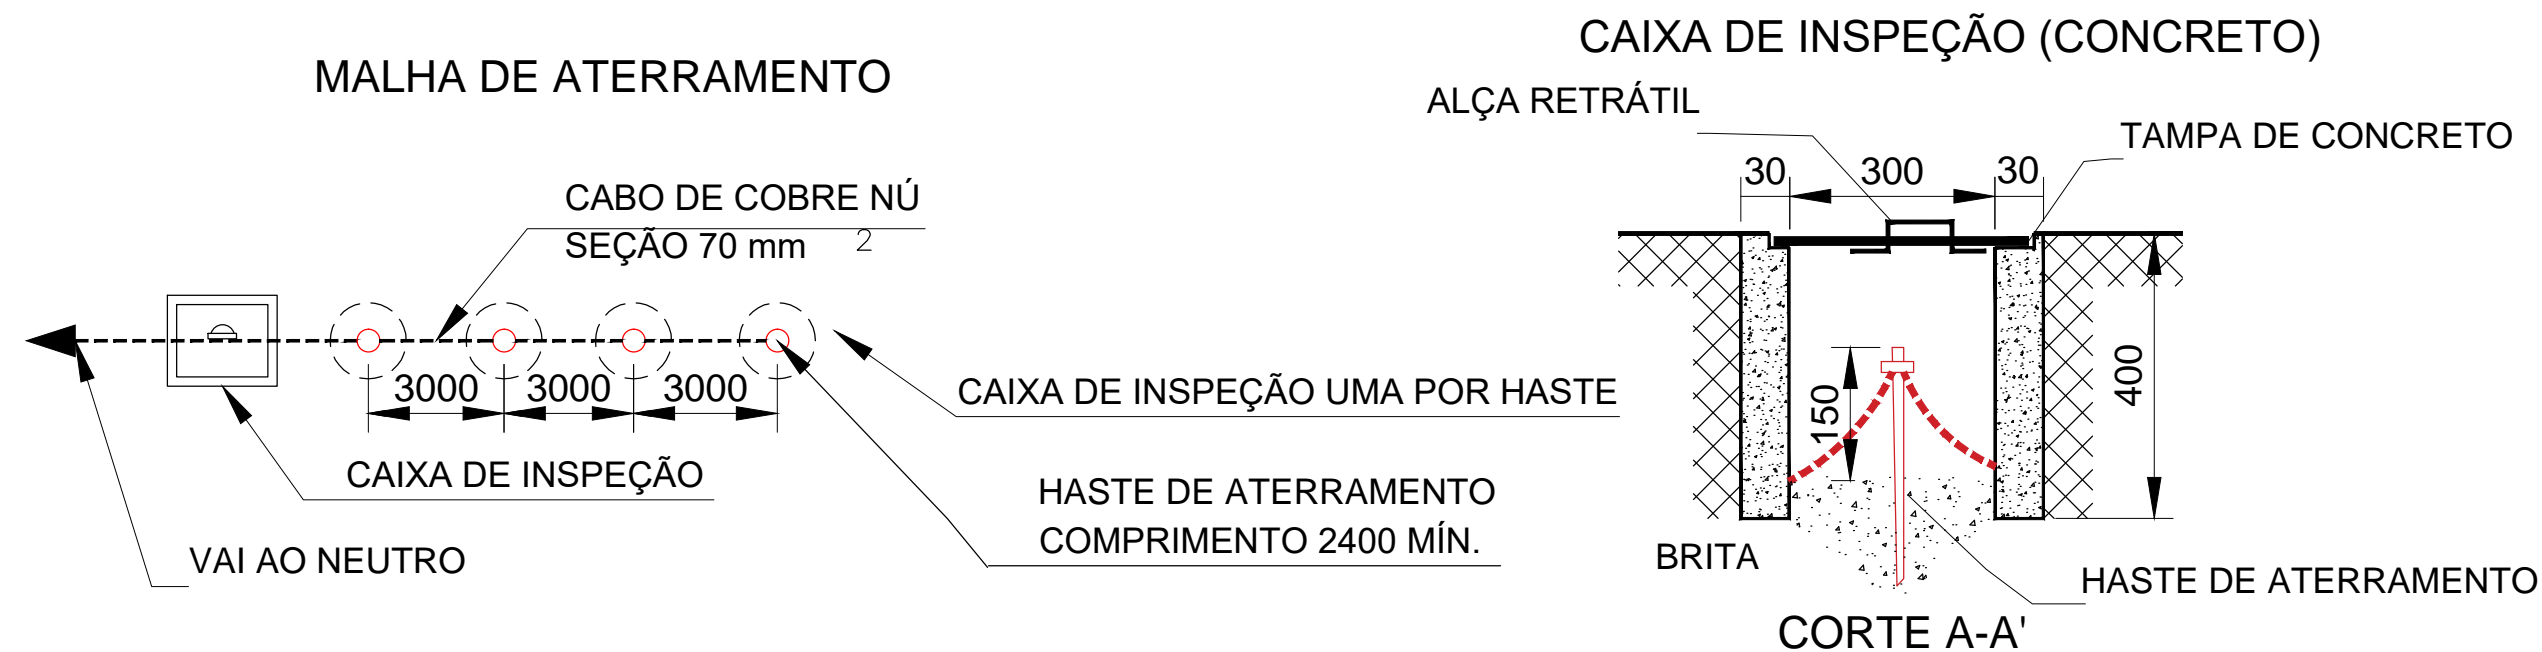 MALHA DE ATERRAMENTO
CABO DE COBRE NÚ
SEÇÃO 70 mm 2
3000 3000 3000
CAIXA DE INSPEÇÃO UMA POR HASTE
CAIXA DE INSPEÇÃO
HASTE DE ATERRAMENTO
COMPRIMENTO 2400 MÍN.
VAI AO NEUTRO
CAIXA DE INSPEÇÃO (CONCRETO)
ALÇA RETRÁTIL
TAMPA DE CONCRETO
30 300 30
400
150
BRITA
HASTE DE ATERRAMENTO
CORTE A-A'